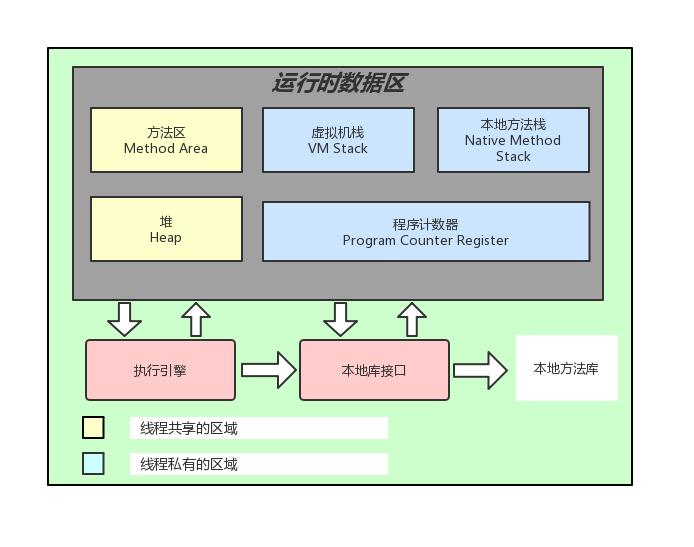 运行时数据区
方法区
Method Area
虚拟机栈
VM Stack
本地方法栈
Native Method
Stack
堆
Heap
程序计数器
Program Counter Register
执行引擎
本地库接口
本地方法库
线程共享的区域
线程私有的区域